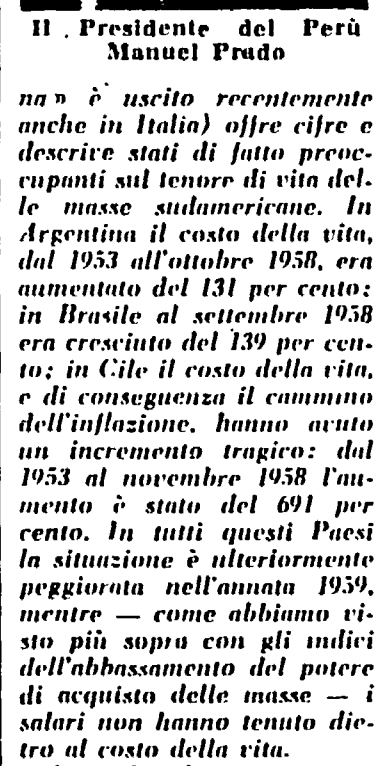 Il Presidente del Perù
Manuel Prado
na» è uscito recentemente
anche in Italia) offre cifre e
descrive stati di fatto preoc-
cupanti sul tenore di vita del-
le masse sudamericane. In
Argentina il costo della vita,
dal 1953 all'ottobre 1958, era
aumentato del 131 per cento;
in Brasile al settembre 1958
era cresciuto del 139 per cen-
to; in Cile il costo della vita,
e di conseguenza il cammino
dell'inflazione, hanno avuto
un incremento tragico: dal
1953 al novembre 1958 l'au-
mento è stato del 691 per
cento. In tutti questi Paesi
la situazione è ulteriormente
peggiorata nell'annata 1959,
mentre — come abbiamo vi-
sto più sopra con gli indici
dell'abbassamento del potere
di acquisto delle masse — i
salari non hanno tenuto die-
tro al costo della vita.